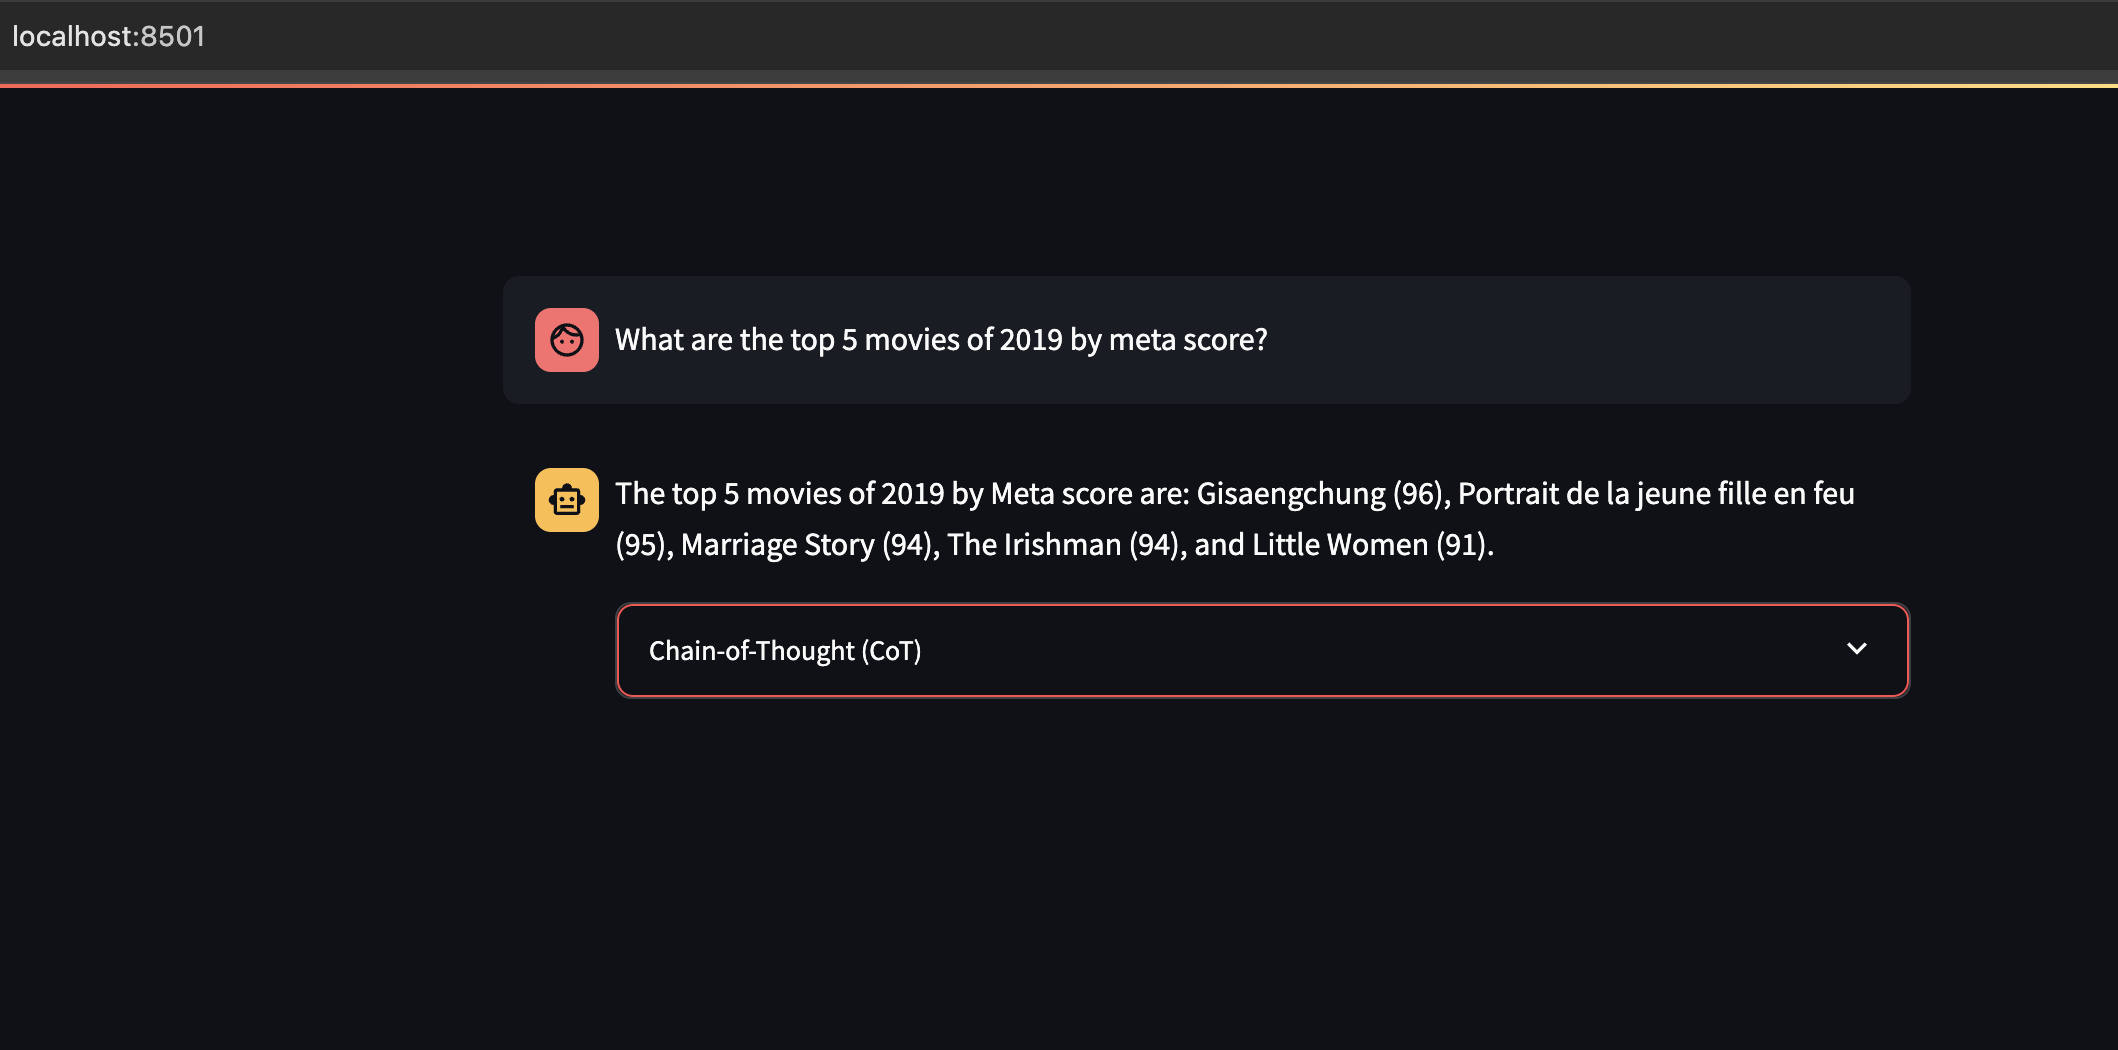 localhost:8501
What are the top 5 movies of 2019 by meta score?
The top 5 movies of 2019 by Meta score are: Gisaengchung (96), Portrait de la jeune fille en feu
(95), Marriage Story (94), The Irishman (94), and Little Women (91).
Chain-of-Thought (CoT)